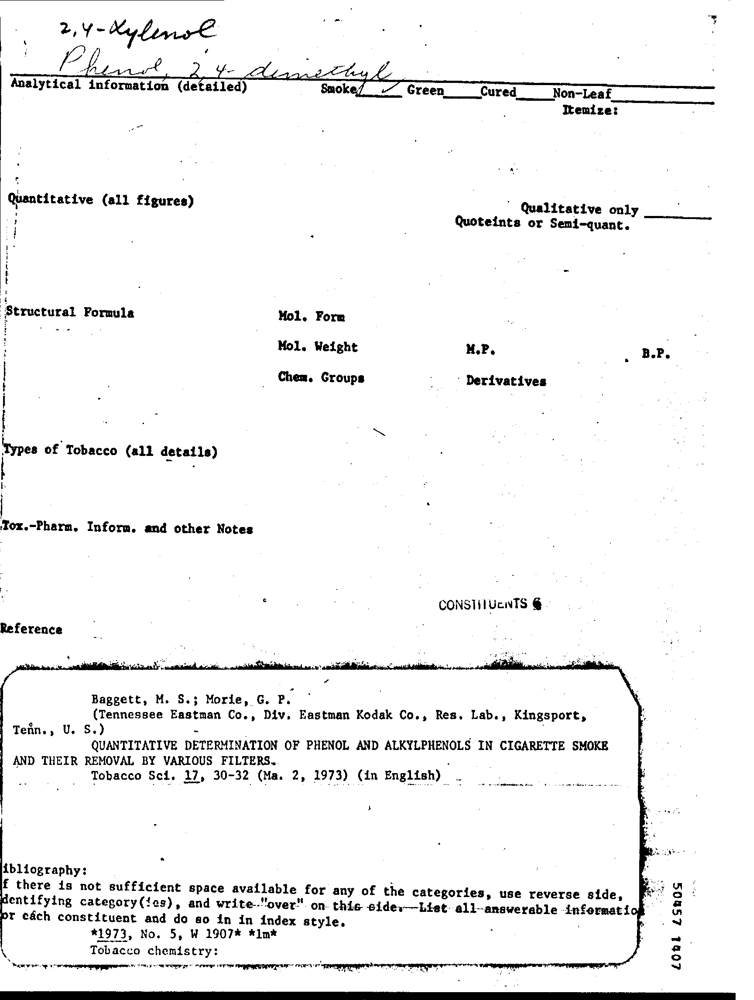 2,4-Xylenol
Phenol, 2,4-dimethyl
Analytical information (detailed) Smoke ✓ Green Cured Non-Leaf
Itemize:
Quantitative (all figures)
Qualitative only
Quoteints or Semi-quant.
Structural Formula Mol. Form
Mol. Weight M.P. B.P.
Chem. Groups Derivatives
Types of Tobacco (all details)
Tox.-Pharm. Inform. and other Notes
CONSTITUENTS 6
Reference
Baggett, M. S.; Morie, G. P.
(Tennessee Eastman Co., Div. Eastman Kodak Co., Res. Lab., Kingsport,
Tenn., U. S.)
QUANTITATIVE DETERMINATION OF PHENOL AND ALKYLPHENOLS IN CIGARETTE SMOKE
AND THEIR REMOVAL BY VARIOUS FILTERS.
Tobacco Sci. 17, 30-32 (Ma. 2, 1973) (in English)
ibliography:
f there is not sufficient space available for any of the categories, use reverse side,
dentifying category(ies), and write "over" on this side. List all answerable informatio
or each constituent and do so in in index style.
*1973, No. 5, W 1907* *1m*
Tobacco chemistry:
50457 1407